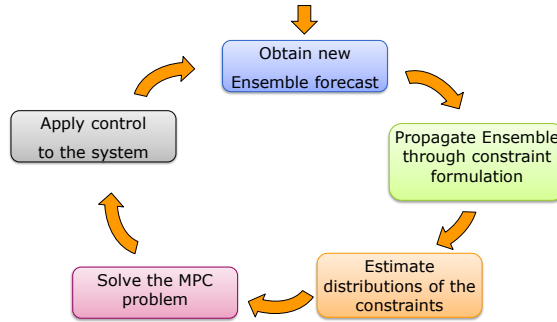 Obtain new
Ensemble forecast
Propagate Ensemble
through constraint
formulation
Estimate
distributions of the
constraints
Solve the MPC
problem
Apply control
to the system